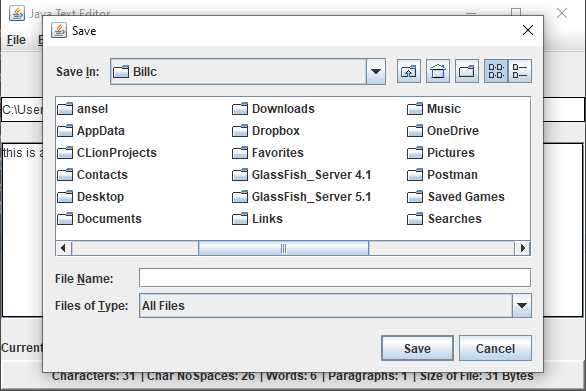 Java Text Editor
Save
File
Save In: Billc
C:\User
ansel Downloads Music
AppData Dropbox OneDrive
this is a
CLionProjects Favorites Pictures
Contacts GlassFish_Server 4.1 Postman
Desktop GlassFish_Server 5.1 Saved Games
Documents Links Searches
File Name:
Files of Type: All Files
Save Cancel
Current
Characters: 31 | Char NoSpaces: 26 | Words: 6 | Paragraphs: 1 | Size of File: 31 Bytes